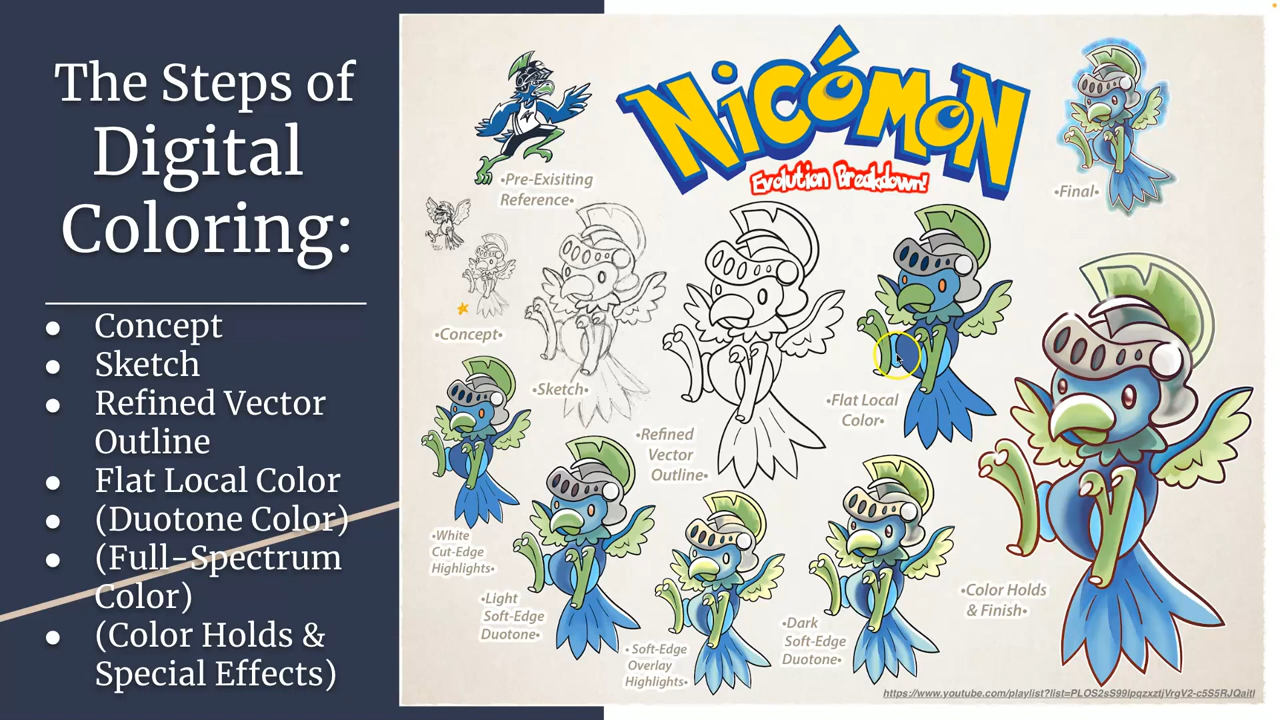 The Steps of
Digital
Coloring:
● Concept
● Sketch
● Refined Vector
Outline
● Flat Local Color
● (Duotone Color)
● (Full-Spectrum
Color)
● (Color Holds &
Special Effects)
NiCóMoN
Evolution Breakdown!
•Pre-Exisiting
Reference•
•Final•
•Concept•
•Sketch•
•Refined
Vector
Outline•
•Flat Local
Color•
•White
Cut-Edge
Highlights•
•Light
Soft-Edge
Duotone•
• Soft-Edge
Overlay
Highlights•
•Dark
Soft-Edge
Duotone•
•Color Holds
& Finish•